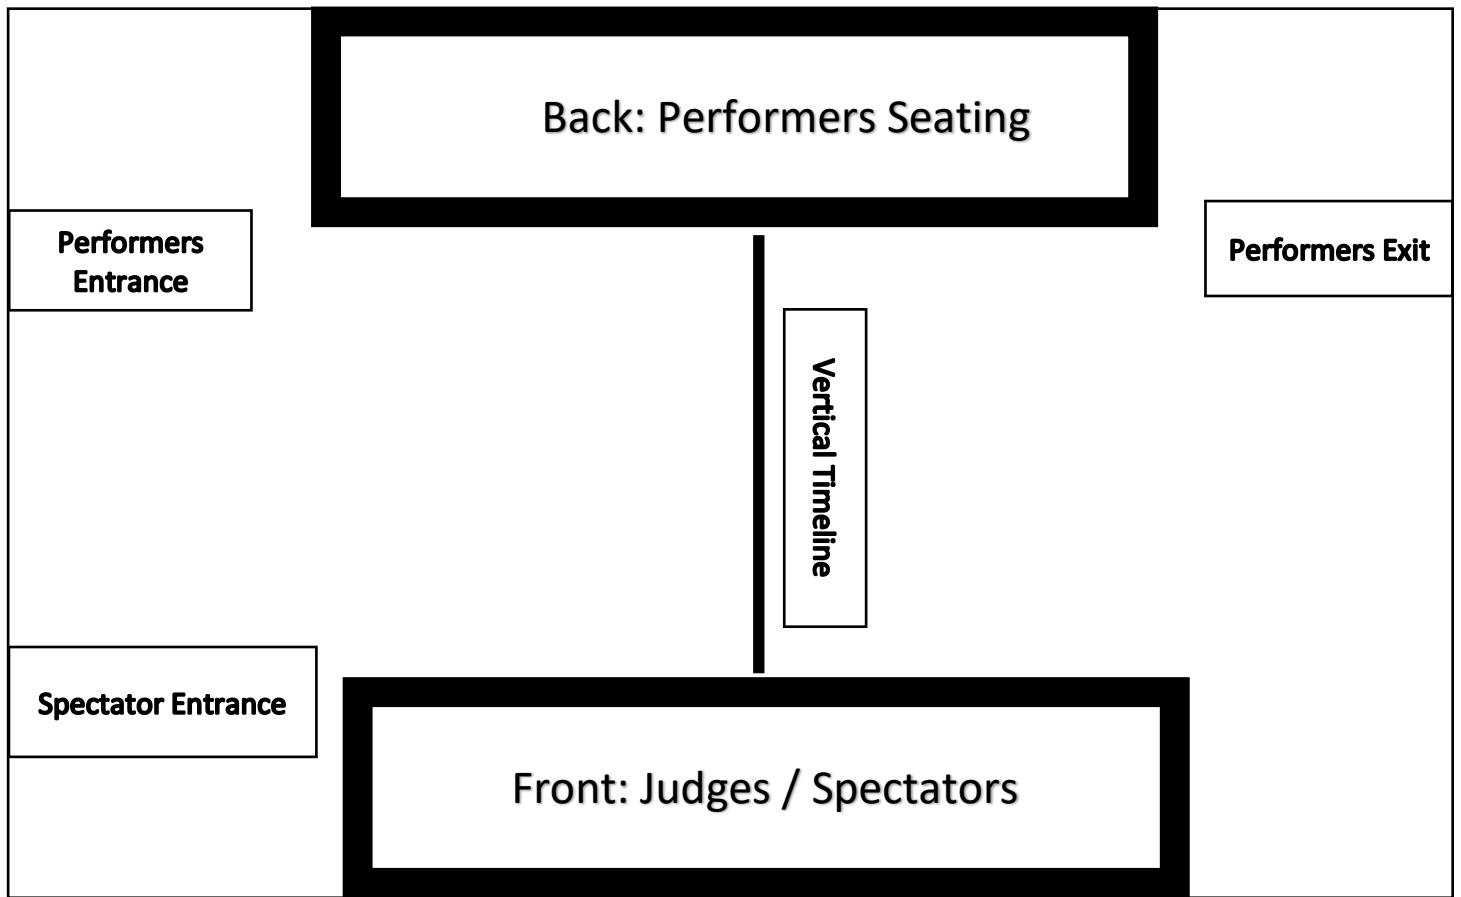 Back: Performers Seating
Performers
Entrance
Performers Exit
Vertical Timeline
Spectator Entrance
Front: Judges / Spectators